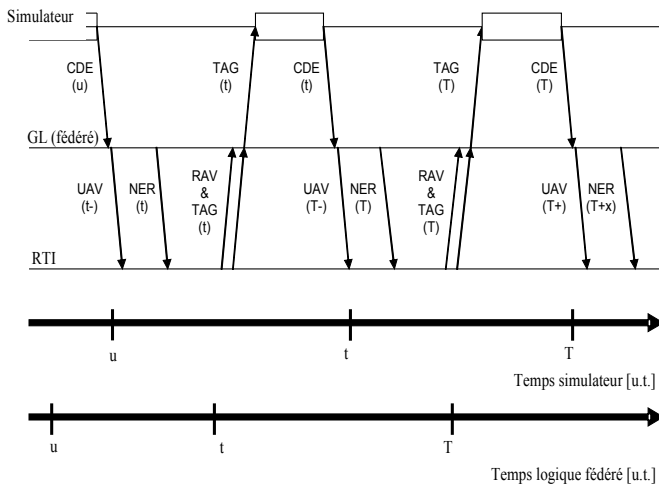 Simulateur
CDE
(u)
TAG
(t)
CDE
(t)
TAG
(T)
CDE
(T)
GL (fédéré)
UAV
(t-)
NER
(t)
RAV
&
TAG
(t)
UAV
(T-)
NER
(T)
RAV
&
TAG
(T)
UAV
(T+)
NER
(T+x)
RTI
u
t
T
Temps simulateur [u.t.]
u
t
T
Temps logique fédéré [u.t.]